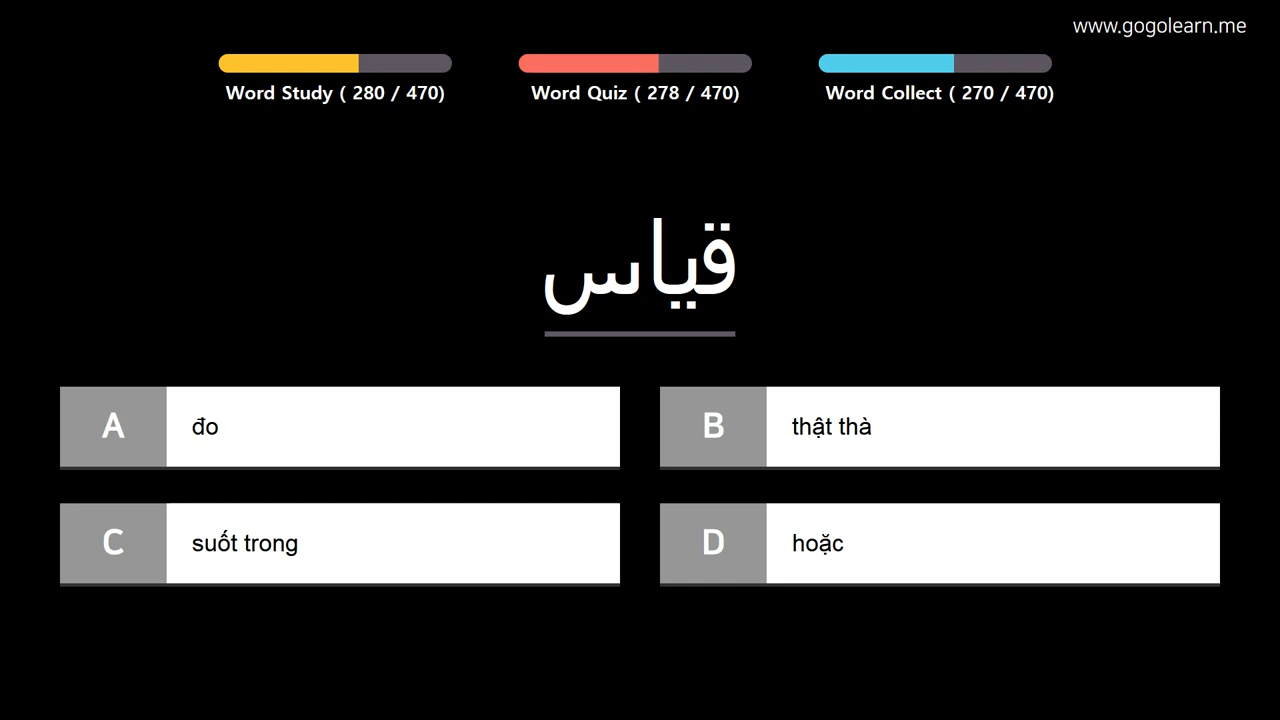 www.gogolearn.me
Word Study ( 280 / 470)
Word Quiz ( 278 / 470)
Word Collect ( 270 / 470)
قياس
A
đo
B
thật thà
C
suốt trong
D
hoặc